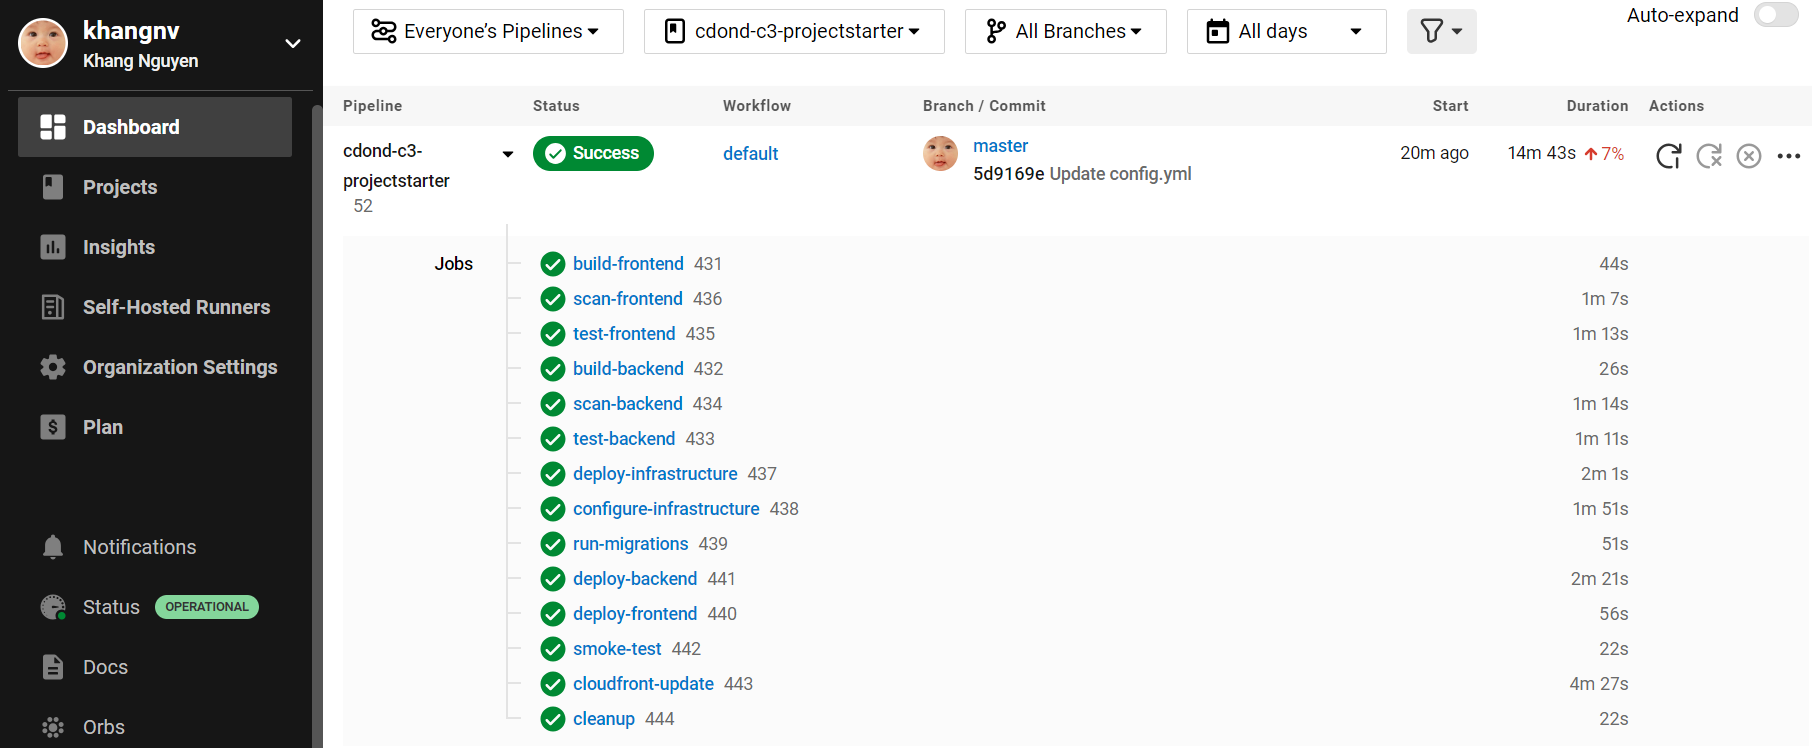 khangnv
Khang Nguyen
Dashboard
Projects
Insights
Self-Hosted Runners
Organization Settings
Plan
Notifications
Status OPERATIONAL
Docs
Orbs
Everyone’s Pipelines
cdond-c3-projectstarter
All Branches
All days
Auto-expand
Pipeline Status Workflow Branch / Commit Start Duration Actions
cdond-c3-
projectstarter
52
Success
default
master
5d9169e Update config.yml
20m ago
14m 43s 7%
Jobs
build-frontend 431 44s
scan-frontend 436 1m 7s
test-frontend 435 1m 13s
build-backend 432 26s
scan-backend 434 1m 14s
test-backend 433 1m 11s
deploy-infrastructure 437 2m 1s
configure-infrastructure 438 1m 51s
run-migrations 439 51s
deploy-backend 441 2m 21s
deploy-frontend 440 56s
smoke-test 442 22s
cloudfront-update 443 4m 27s
cleanup 444 22s